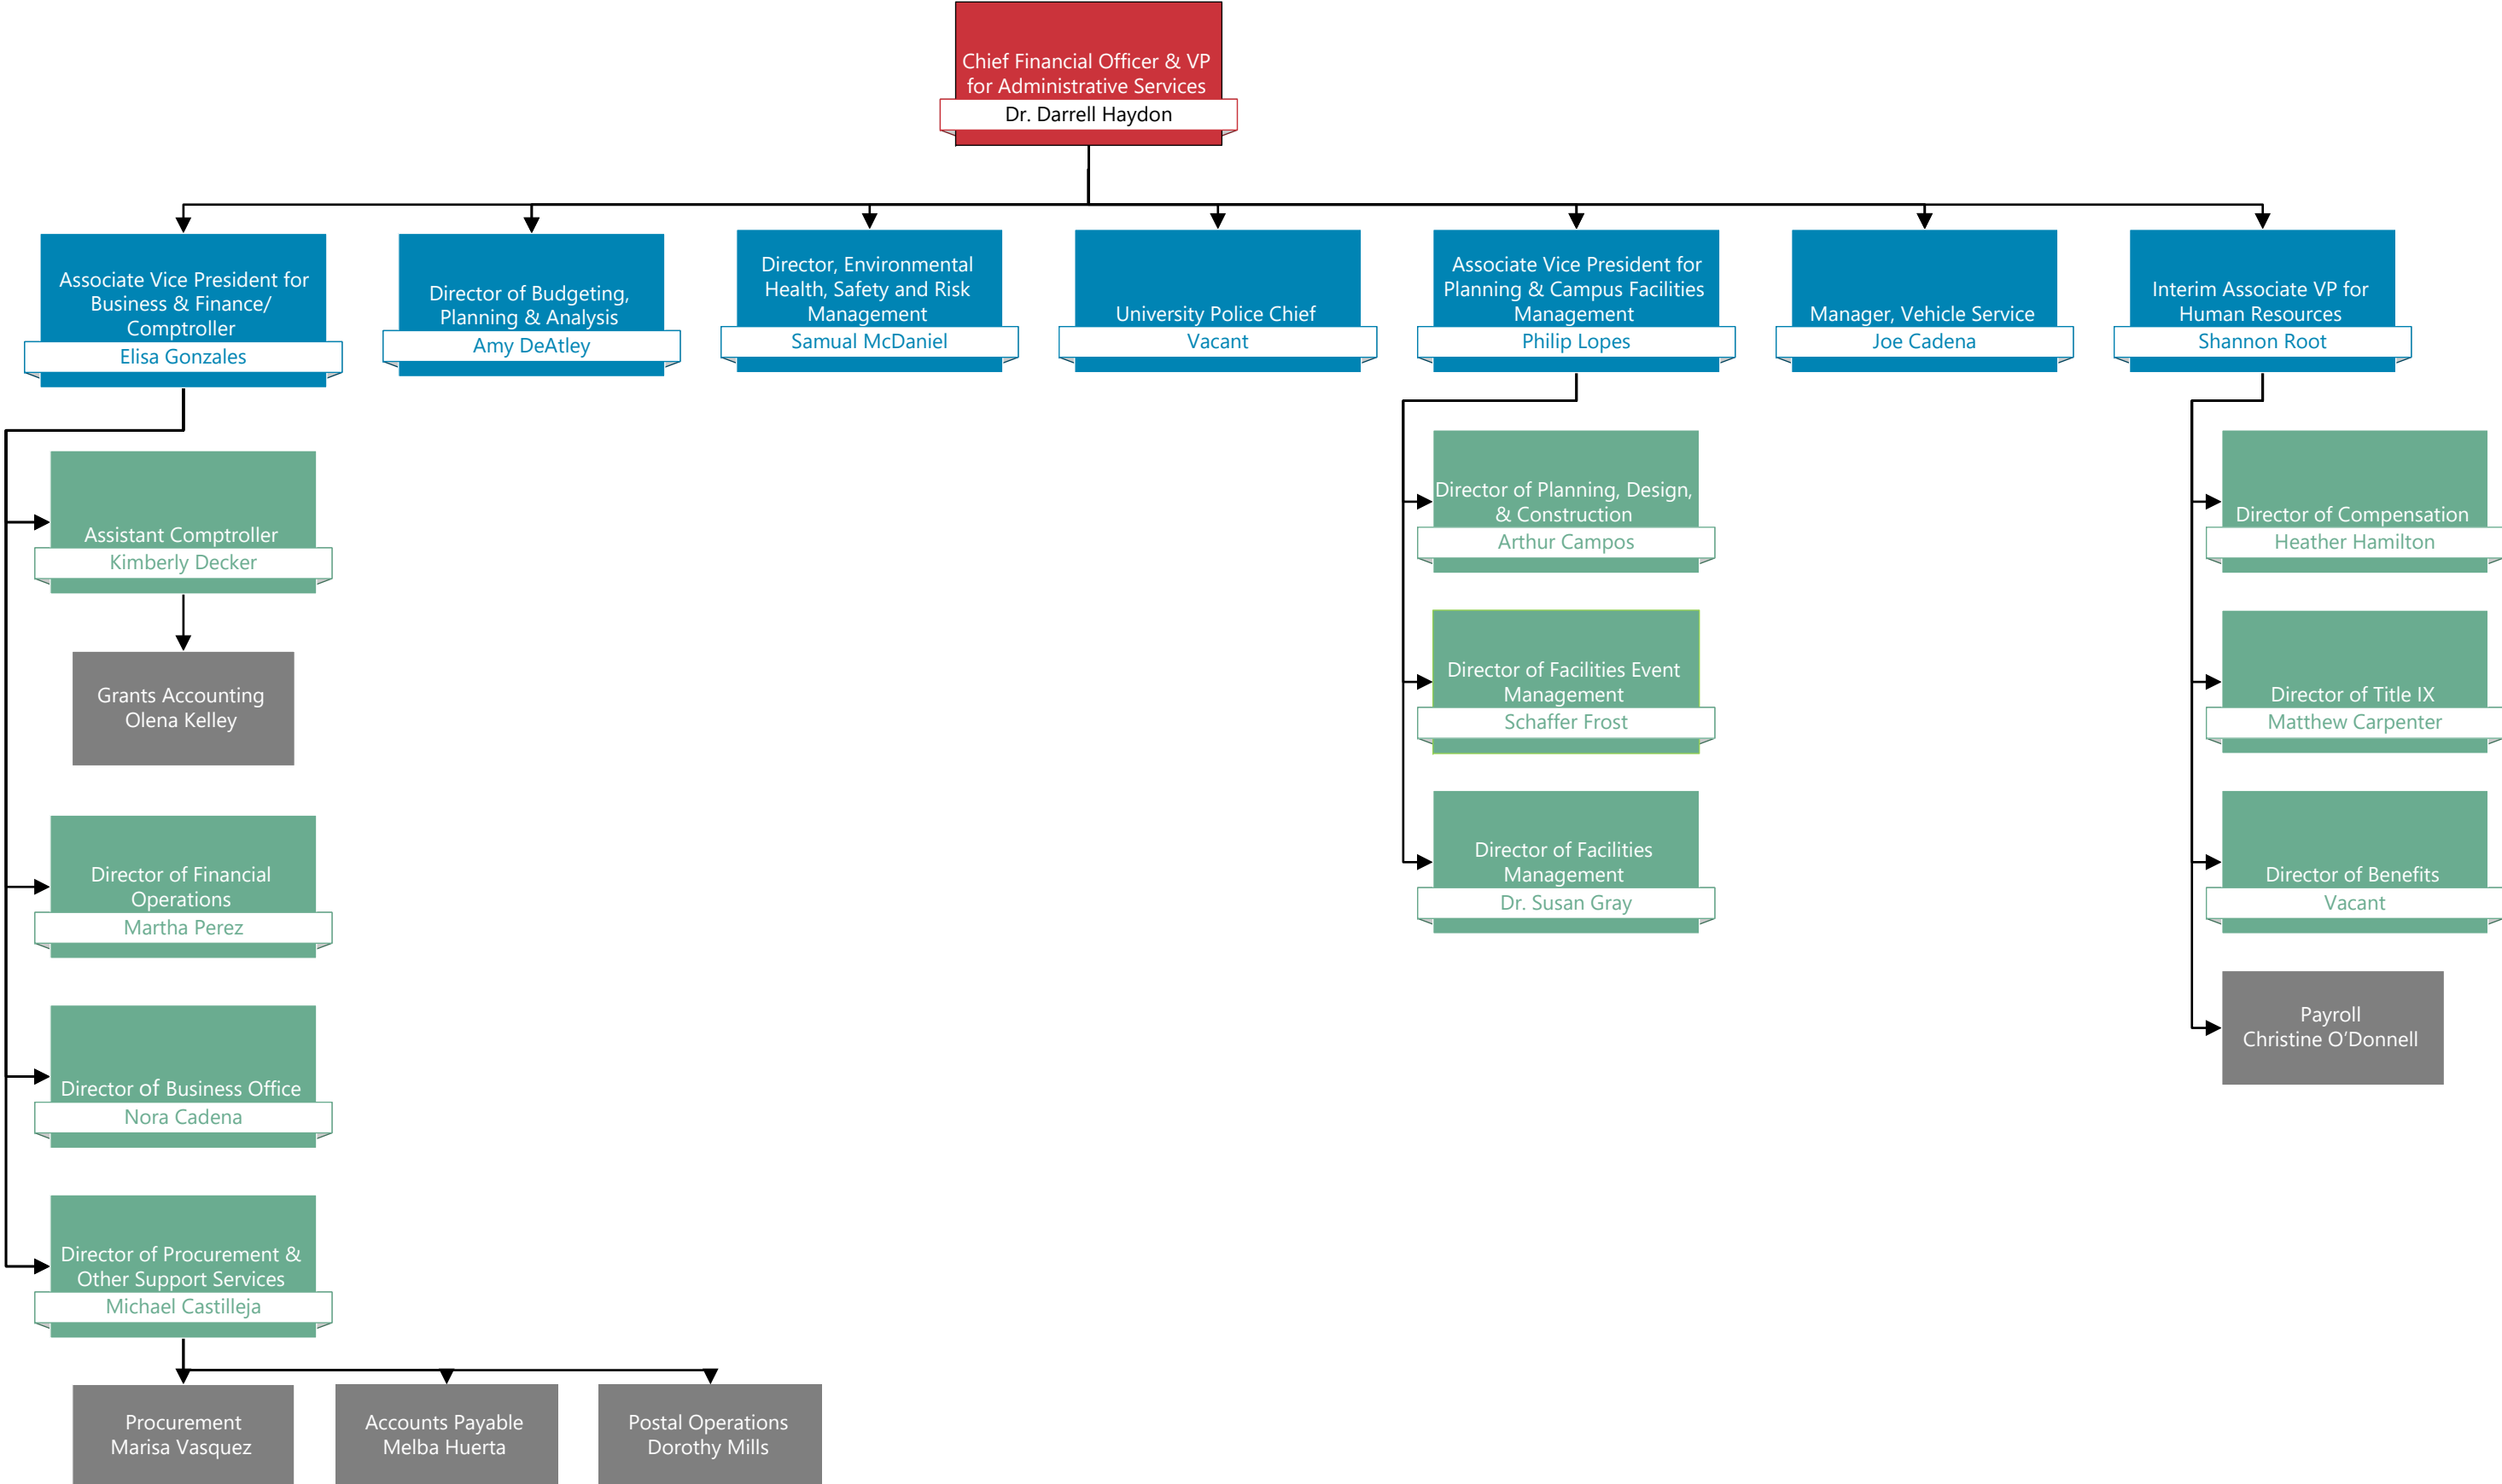 Chief Financial Officer & VP
for Administrative Services
Dr. Darrell Haydon
Associate Vice President for
Business & Finance/
Comptroller
Elisa Gonzales
Director of Budgeting,
Planning & Analysis
Amy DeAtley
Director, Environmental
Health, Safety and Risk
Management
Samual McDaniel
University Police Chief
Vacant
Associate Vice President for
Planning & Campus Facilities
Management
Philip Lopes
Manager, Vehicle Service
Joe Cadena
Interim Associate VP for
Human Resources
Shannon Root
Assistant Comptroller
Kimberly Decker
Grants Accounting
Olena Kelley
Director of Financial
Operations
Martha Perez
Director of Business Office
Nora Cadena
Director of Procurement &
Other Support Services
Michael Castilleja
Procurement
Marisa Vasquez
Accounts Payable
Melba Huerta
Postal Operations
Dorothy Mills
Director of Planning, Design,
& Construction
Arthur Campos
Director of Facilities Event
Management
Schaffer Frost
Director of Facilities
Management
Dr. Susan Gray
Director of Compensation
Heather Hamilton
Director of Title IX
Matthew Carpenter
Director of Benefits
Vacant
Payroll
Christine O’Donnell